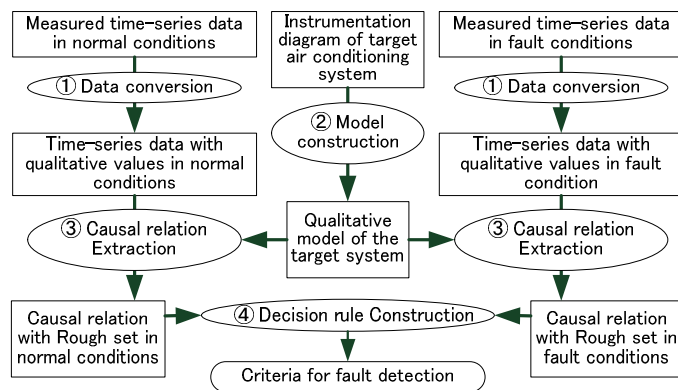 Measured time-series data
in normal conditions
Instrumentation
diagram of target
air conditioning
system
Measured time-series data
in fault conditions
① Data conversion
② Model
construction
① Data conversion
Time-series data with
qualitative values in normal
conditions
Time-series data with
qualitative values in fault
condition
③ Causal relation
Extraction
Qualitative
model of the
target system
③ Causal relation
Extraction
Causal relation
with Rough set in
normal conditions
④ Decision rule Construction
Causal relation
with Rough set in
fault conditions
Criteria for fault detection